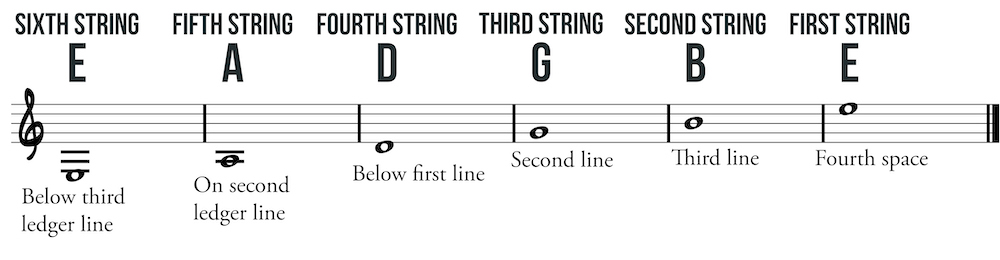 SIXTH STRING FIFTH STRING FOURTH STRING THIRD STRING SECOND STRING FIRST STRING
E A D G B E
Below third
ledger line
On second
ledger line
Below first line
Second line
Third line
Fourth space